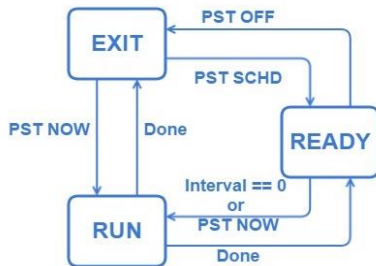 PST OFF
EXIT
PST SCHD
PST NOW
Done
READY
Interval == 0
or
PST NOW
RUN
Done